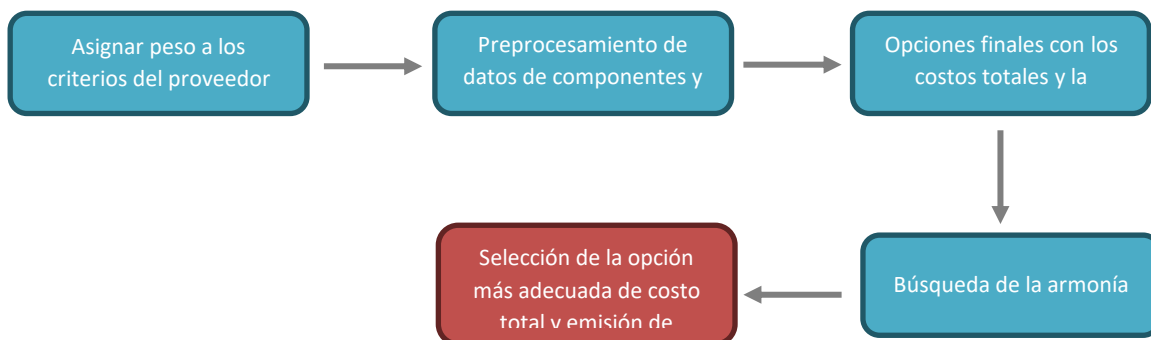 Asignar peso a los
criterios del proveedor
Preprocesamiento de
datos de componentes y
Opciones finales con los
costos totales y la
Búsqueda de la armonía
Selección de la opción
más adecuada de costo
total y emisión de